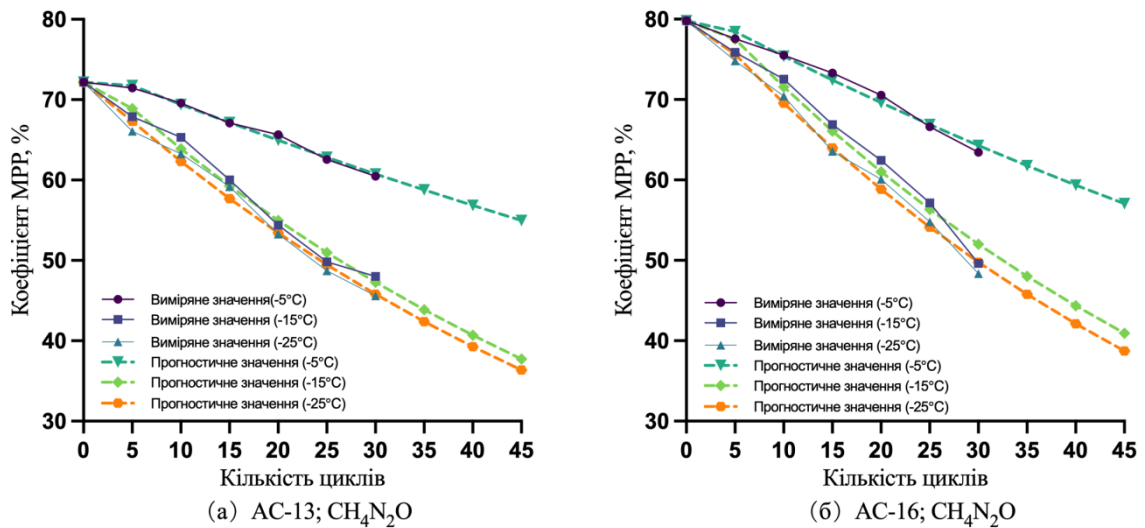 Коефіцієнт МРР, %
80
70
60
50
40
30
Виміряне значення(-5°C)
Виміряне значення (-15°C)
Виміряне значення (-25°C)
Прогностичне значення (-5°C)
Прогностичне значення (-15°C)
Прогностичне значення (-25°C)
0 5 10 15 20 25 30 35 40 45
Кількість циклів
(а) АС-13; CH₄N₂O
Коефіцієнт МРР, %
80
70
60
50
40
30
Виміряне значення (-5°C)
Виміряне значення (-15°C)
Виміряне значення (-25°C)
Прогностичне значення (-5°C)
Прогностичне значення (-15°C)
Прогностичне значення (-25°C)
0 5 10 15 20 25 30 35 40 45
Кількість циклів
(б) АС-16; CH₄N₂O